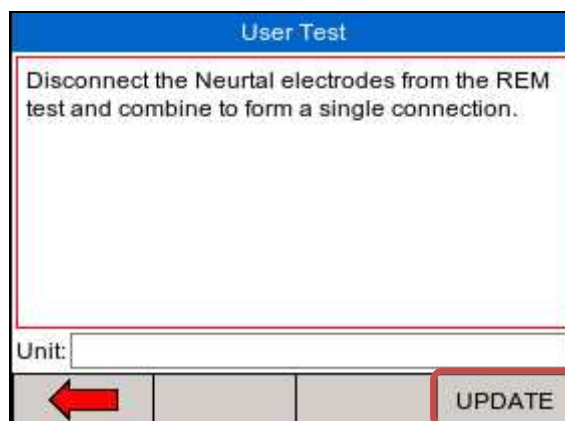 User Test
Disconnect the Neurtal electrodes from the REM
test and combine to form a single connection.
Unit:
UPDATE